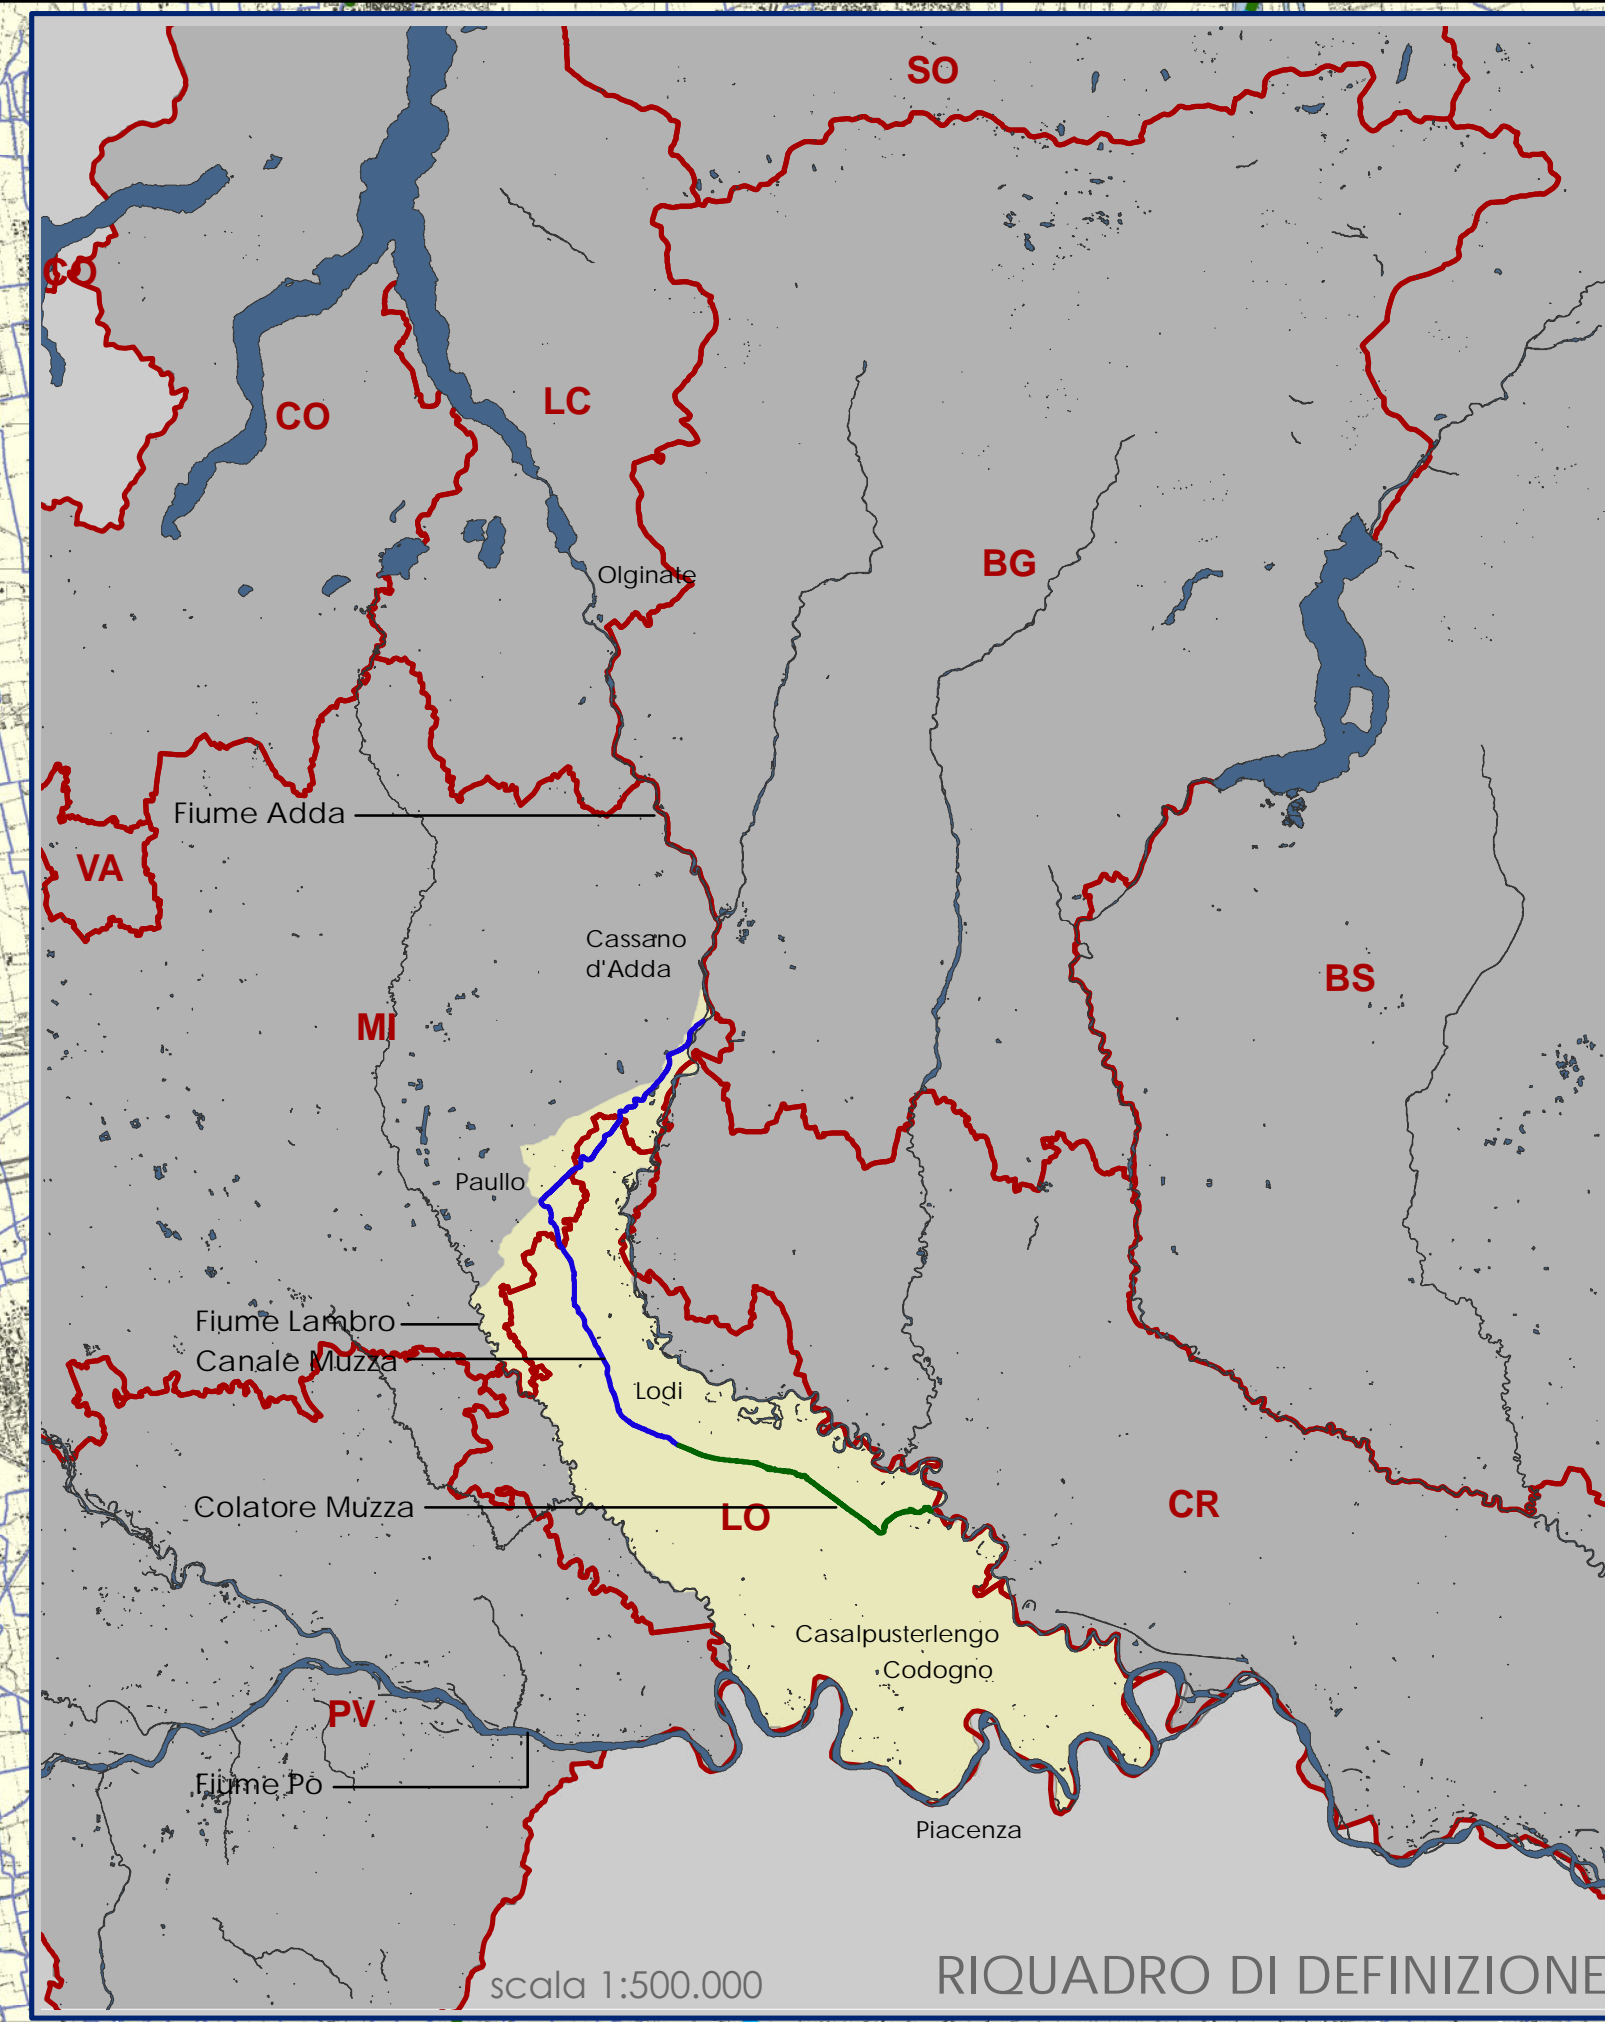 SO
CO
CO
LC
BG
Olginate
Fiume Adda
VA
Cassano
d'Adda
BS
MI
Paullo
Fiume Lambro
Canale Muzza
Lodi
Colatore Muzza
LO
CR
Casalpusterlengo
Codogno
PV
Fiume Po
Piacenza
scala 1:500.000
RIQUADRO DI DEFINIZIONE